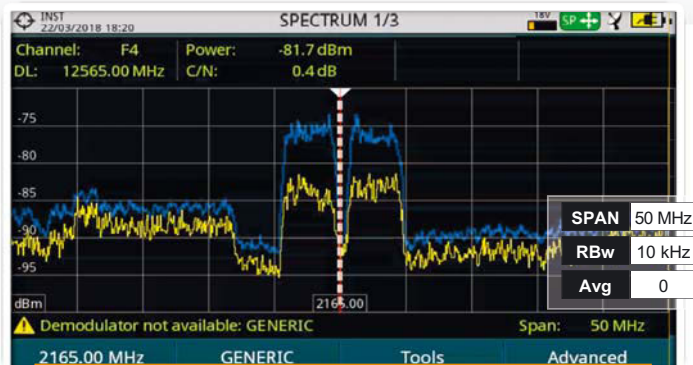 INST
22/03/2018 18:20
SPECTRUM 1/3
18V
SP
Channel: F4
Power: -81.7 dBm
DL: 12565.00 MHz
C/N: 0.4 dB
-75
-80
-85
-90
-95
dBm
2165.00
SPAN 50 MHz
RBw 10 kHz
Avg 0
Demodulator not available: GENERIC
Span: 50 MHz
2165.00 MHz
GENERIC
Tools
Advanced